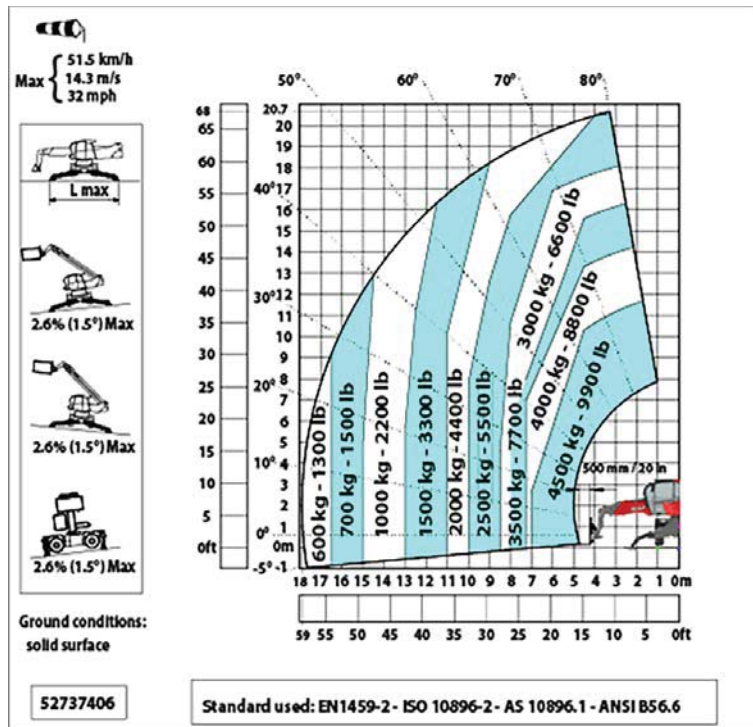 Max
51.5 km/h
14.3 m/s
32 mph
L max
2.6% (1.5°) Max
2.6% (1.5°) Max
2.6% (1.5°) Max
Ground conditions:
solid surface
52737406
50° 60° 70° 80°
40°
30°
20°
10°
0°
-5°
68
65
60
55
50
45
40
35
30
25
20
15
10
5
0ft
20.7
20
19
18
17
16
15
14
13
12
11
10
9
8
7
6
5
4
3
2
1
0m
-1
600 kg - 1300 lb
700 kg - 1500 lb
1000 kg - 2200 lb
1500 kg - 3300 lb
2000 kg - 4400 lb
2500 kg - 5500 lb
3500 kg - 7700 lb
3000 kg - 6600 lb
4000 kg - 8800 lb
4500 kg - 9900 lb
500 mm / 20 in
18 17 16 15 14 13 12 11 10 9 8 7 6 5 4 3 2 1 0m
59 55 50 45 40 35 30 25 20 15 10 5 0ft
Standard used: EN1459-2 - ISO 10896-2 - AS 10896.1 - ANSI B56.6